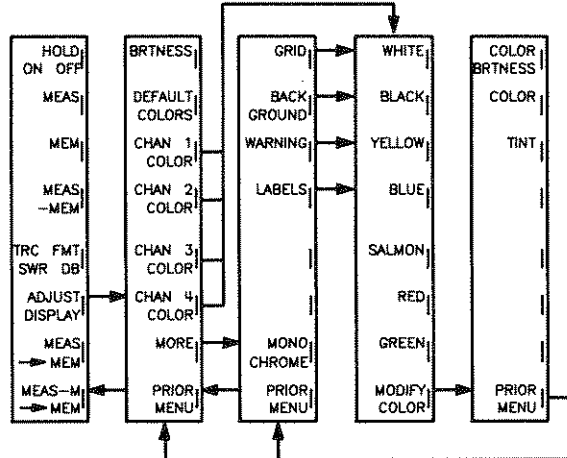 HOLD
ON OFF
MEAS
MEM
MEAS
-MEM
TRC FMT
SWR DB
ADJUST
DISPLAY
MEAS
→ MEM
MEAS-M
→ MEM
BRTNESS
DEFAULT
COLORS
CHAN 1
COLOR
CHAN 2
COLOR
CHAN 3
COLOR
CHAN 4
COLOR
MORE
PRIOR
MENU
GRID
BACK
GROUND
WARNING
LABELS
MONO
CHROME
PRIOR
MENU
WHITE
BLACK
YELLOW
BLUE
SALMON
RED
GREEN
MODIFY
COLOR
COLOR
BRTNESS
COLOR
TINT
PRIOR
MENU